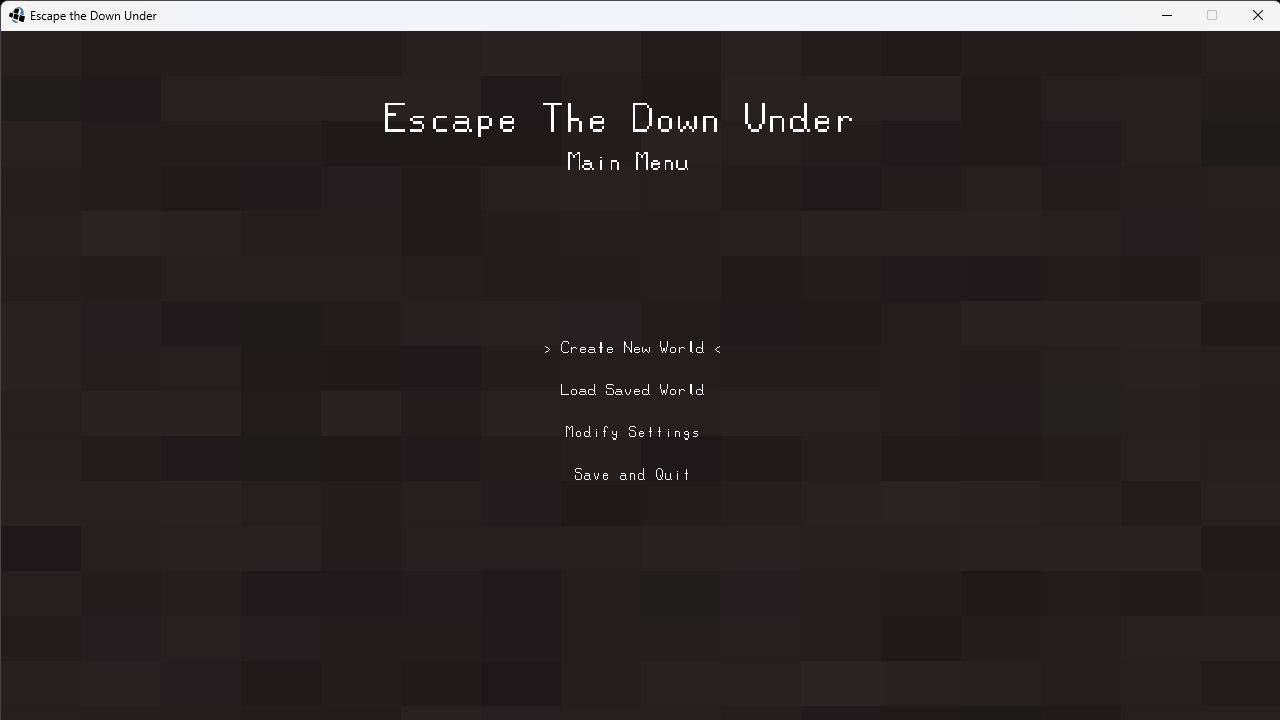 Escape the Down Under
Escape The Down Under
Main Menu
> Create New World <
Load Saved World
Modify Settings
Save and Quit